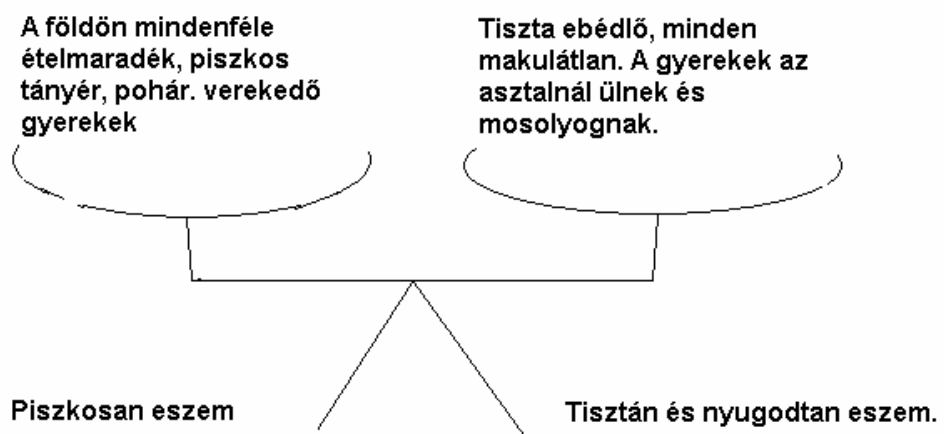 A földön mindenféle
ételmaradék, piszkos
tányér, pohár. verekedő
gyerekek
Tiszta ebédlő, minden
makulátlan. A gyerekek az
asztalnál ülnek és
mosolyognak.
Piszkosan eszem
Tisztán és nyugodtan eszem.